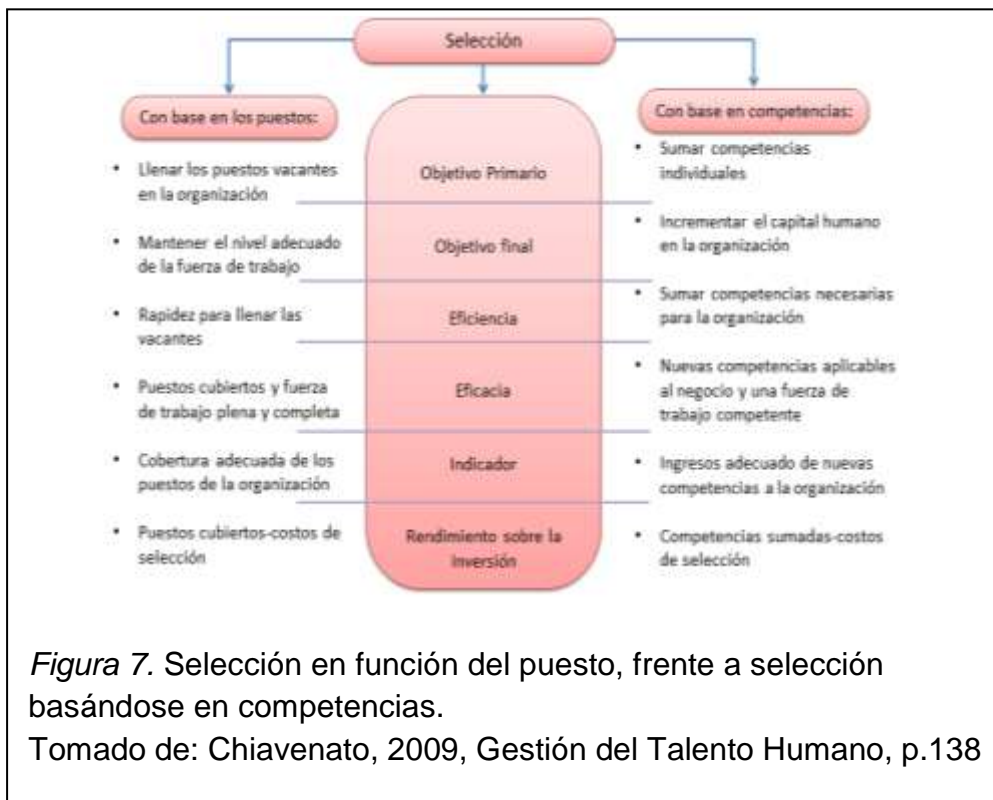 Selección
Con base en los puestos:
• Llenar los puestos vacantes
en la organización
• Mantener el nivel adecuado
de la fuerza de trabajo
• Rapidez para llenar las
vacantes
• Puestos cubiertos y fuerza
de trabajo plena y completa
• Cobertura adecuada de los
puestos de la organización
• Puestos cubiertos-costos de
selección
Objetivo Primario
Objetivo final
Eficiencia
Eficacia
Indicador
Rendimiento sobre la
Inversión
Con base en competencias:
• Sumar competencias
individuales
• Incrementar el capital humano
en la organización
• Sumar competencias necesarias
para la organización
• Nuevas competencias aplicables
al negocio y una fuerza de
trabajo competente
• Ingresos adecuado de nuevas
competencias a la organización
• Competencias sumadas-costos
de selección
Figura 7. Selección en función del puesto, frente a selección
basándose en competencias.
Tomado de: Chiavenato, 2009, Gestión del Talento Humano, p.138